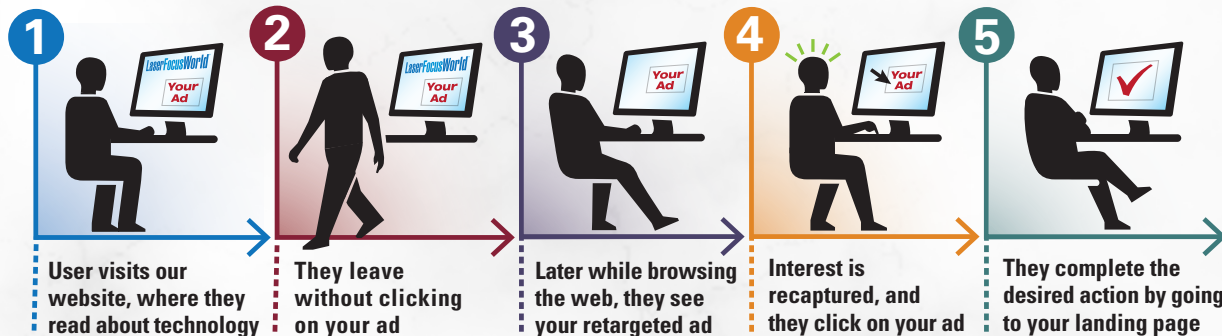 1
LaserFocusWorld
Your
Ad
User visits our
website, where they
read about technology
2
LaserFocusWorld
Your
Ad
They leave
without clicking
on your ad
3
Your
Ad
Later while browsing
the web, they see
your retargeted ad
4
Your
Ad
Interest is
recaptured, and
they click on your ad
5
They complete the
desired action by going
to your landing page